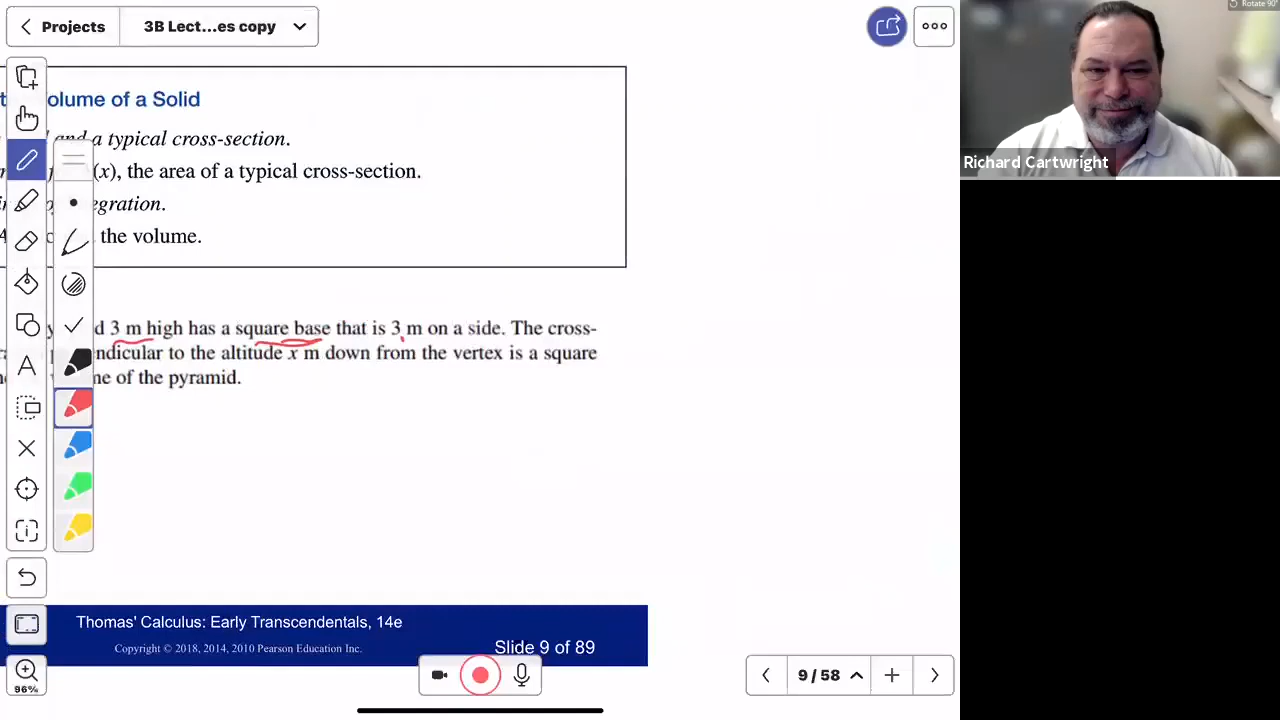 Projects
3B Lect...es copy
Rotate 90°
Richard Cartwright
olume of a Solid
and a typical cross-section.
(x), the area of a typical cross-section.
egration.
the volume.
d 3 m high has a square base that is 3 m on a side. The cross-
ndicular to the altitude x m down from the vertex is a square
me of the pyramid.
A
Thomas' Calculus: Early Transcendentals, 14e
Copyright © 2018, 2014, 2010 Pearson Education Inc.
Slide 9 of 89
96%
9 / 58